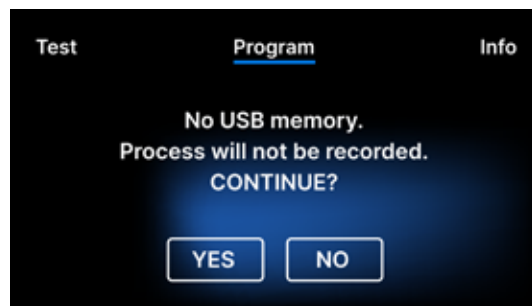 Test Program Info
No USB memory.
Process will not be recorded.
CONTINUE?
YES NO